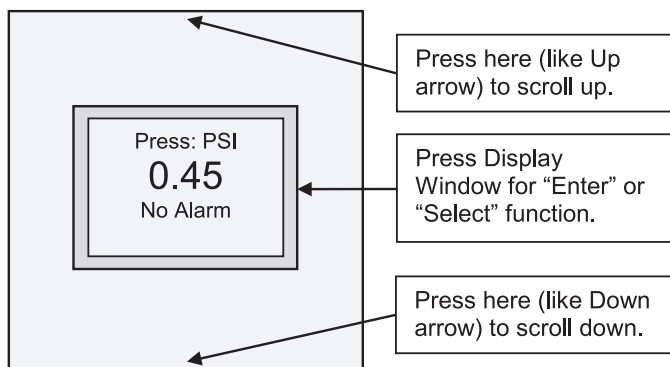 Press here (like Up
arrow) to scroll up.
Press: PSI
0.45
No Alarm
Press Display
Window for “Enter” or
“Select” function.
Press here (like Down
arrow) to scroll down.